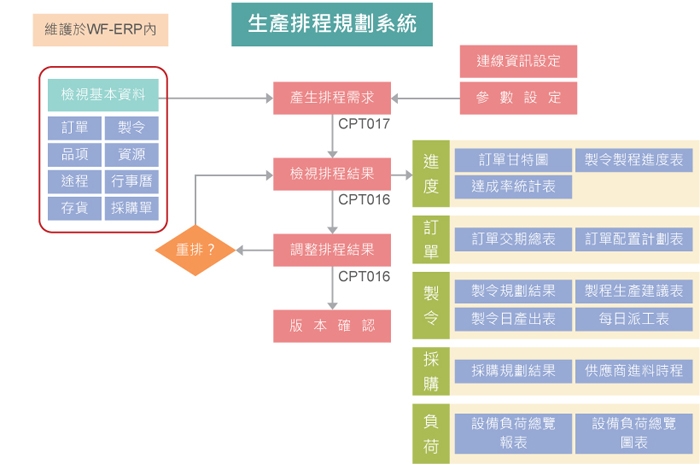 維護於WF-ERP內
生產排程規劃系統
連線資訊設定
檢視基本資料
產生排程需求
參數設定
訂單
製令
CPT017
品項
資源
途程
行事曆
存貨
採購單
檢視排程結果
CPT016
進度
訂單甘特圖
製令製程進度表
達成率統計表
重排？
調整排程結果
CPT016
訂單
訂單交期總表
訂單配置計劃表
版本確認
製令
製令規劃結果
製程生產建議表
製令日產出表
每日派工表
採購
採購規劃結果
供應商進料時程
負荷
設備負荷總覽
報表
設備負荷總覽
圖表